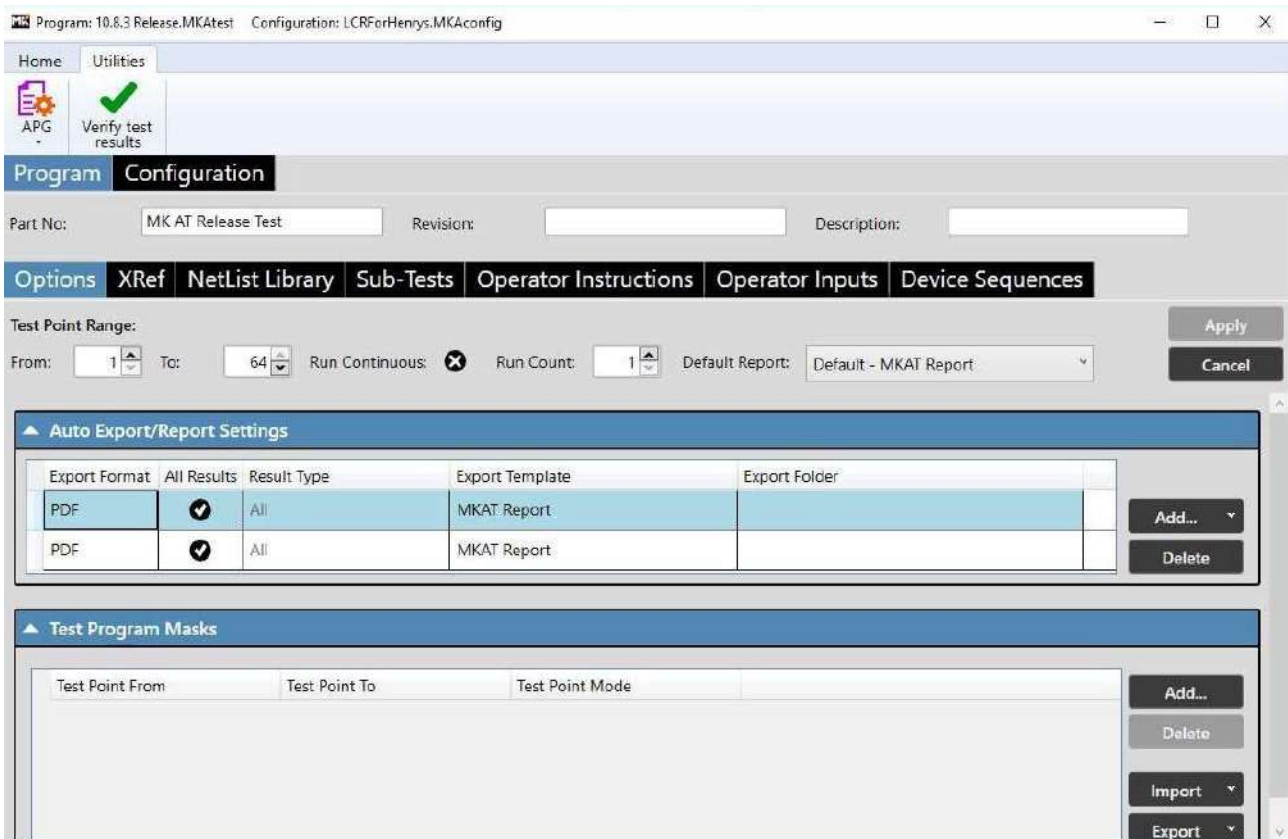 MK Program: 10.8.3 Release.MKAtest Configuration: LCRForHenrys.MKAconfig
Home Utilities
APG
Verify test
results
Program Configuration
Part No: MK AT Release Test Revision: Description:
Options XRef NetList Library Sub-Tests Operator Instructions Operator Inputs Device Sequences
Test Point Range:
Apply
From: 1 To: 64 Run Continuous: Run Count: 1 Default Report: Default - MKAT Report
Cancel
Auto Export/Report Settings
Export Format All Results Result Type Export Template Export Folder
PDF All MKAT Report
Add...
PDF All MKAT Report
Delete
Test Program Masks
Test Point From Test Point To Test Point Mode
Add...
Delete
Import
Export